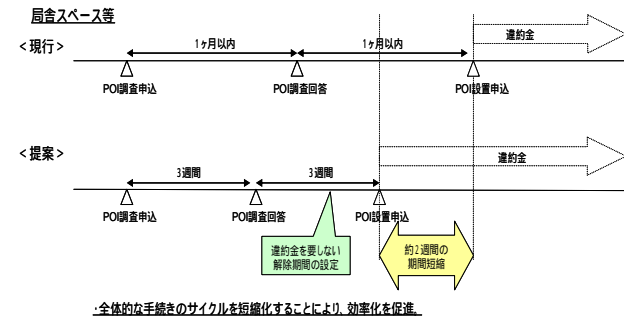 局舎スペース等
違約金
<現行>
1ヶ月以内
1ヶ月以内
POI調査申込
POI調査回答
POI設置申込
<提案>
違約金
3週間
3週間
POI調査申込
POI調査回答
POI設置申込
違約金を要しない
解除期間の設定
約2週間の
期間短縮
・全体的な手続きのサイクルを短縮化することにより、効率化を促進。